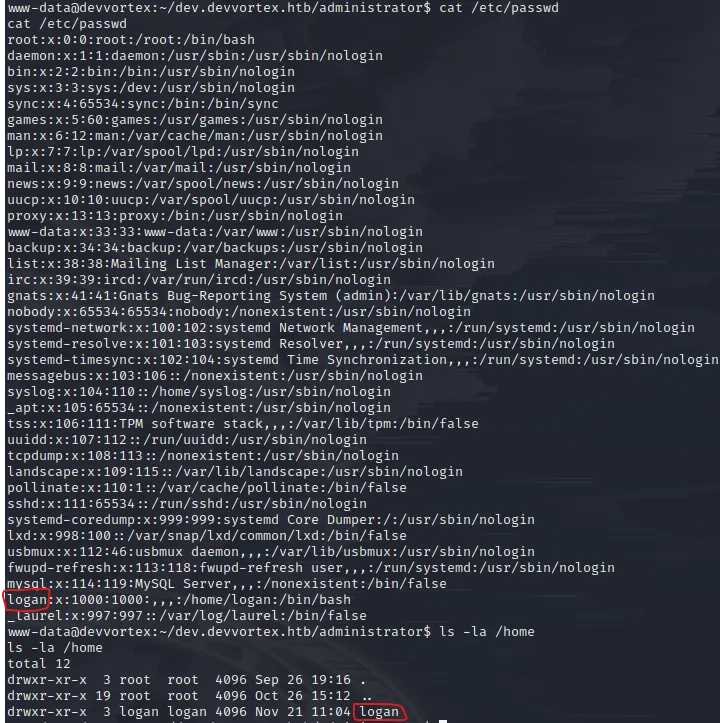 www-data@devvortex:~/dev.devvortex.htb/administrator$ cat /etc/passwd
cat /etc/passwd
root:x:0:0:root:/root:/bin/bash
daemon:x:1:1:daemon:/usr/sbin:/usr/sbin/nologin
bin:x:2:2:bin:/bin:/usr/sbin/nologin
sys:x:3:3:sys:/dev:/usr/sbin/nologin
sync:x:4:65534:sync:/bin:/bin/sync
games:x:5:60:games:/usr/games:/usr/sbin/nologin
man:x:6:12:man:/var/cache/man:/usr/sbin/nologin
lp:x:7:7:lp:/var/spool/lpd:/usr/sbin/nologin
mail:x:8:8:mail:/var/mail:/usr/sbin/nologin
news:x:9:9:news:/var/spool/news:/usr/sbin/nologin
uucp:x:10:10:uucp:/var/spool/uucp:/usr/sbin/nologin
proxy:x:13:13:proxy:/bin:/usr/sbin/nologin
www-data:x:33:33:www-data:/var/www:/usr/sbin/nologin
backup:x:34:34:backup:/var/backups:/usr/sbin/nologin
list:x:38:38:Mailing List Manager:/var/list:/usr/sbin/nologin
irc:x:39:39:ircd:/var/run/ircd:/usr/sbin/nologin
gnats:x:41:41:Gnats Bug-Reporting System (admin):/var/lib/gnats:/usr/sbin/nologin
nobody:x:65534:65534:nobody:/nonexistent:/usr/sbin/nologin
systemd-network:x:100:102:systemd Network Management,,,:/run/systemd:/usr/sbin/nologin
systemd-resolve:x:101:103:systemd Resolver,,,:/run/systemd:/usr/sbin/nologin
systemd-timesync:x:102:104:systemd Time Synchronization,,,:/run/systemd:/usr/sbin/nologin
messagebus:x:103:106::/nonexistent:/usr/sbin/nologin
syslog:x:104:110::/home/syslog:/usr/sbin/nologin
_apt:x:105:65534::/nonexistent:/usr/sbin/nologin
tss:x:106:111:TPM software stack,,,:/var/lib/tpm:/bin/false
uuidd:x:107:112::/run/uuidd:/usr/sbin/nologin
tcpdump:x:108:113::/nonexistent:/usr/sbin/nologin
landscape:x:109:115::/var/lib/landscape:/usr/sbin/nologin
pollinate:x:110:1::/var/cache/pollinate:/bin/false
sshd:x:111:65534::/run/sshd:/usr/sbin/nologin
systemd-coredump:x:999:999:systemd Core Dumper:/:/usr/sbin/nologin
lxd:x:998:100::/var/snap/lxd/common/lxd:/bin/false
usbmux:x:112:46:usbmux daemon,,,:/var/lib/usbmux:/usr/sbin/nologin
fwupd-refresh:x:113:118:fwupd-refresh user,,,:/run/systemd:/usr/sbin/nologin
mysql:x:114:119:MySQL Server,,,:/nonexistent:/bin/false
logan:x:1000:1000:,,,:/home/logan:/bin/bash
_laurel:x:997:997::/var/log/laurel:/bin/false
www-data@devvortex:~/dev.devvortex.htb/administrator$ ls -la /home
ls -la /home
total 12
drwxr-xr-x  3 root  root  4096 Sep 26 19:16 .
drwxr-xr-x 19 root  root  4096 Oct 26 15:12 ..
drwxr-xr-x  3 logan logan 4096 Nov 21 11:04 logan